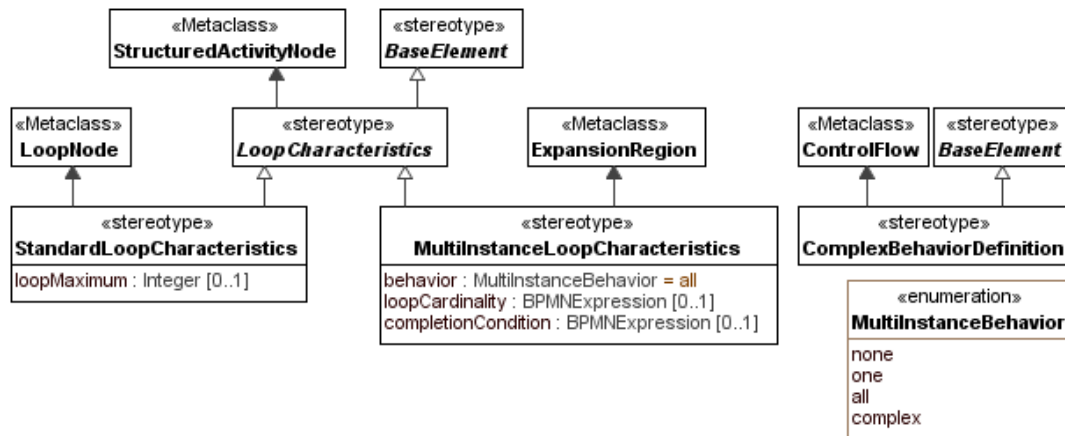 «Metaclass»
StructuredActivityNode
«stereotype»
BaseElement
«Metaclass»
LoopNode
«stereotype»
LoopCharacteristics
«Metaclass»
ExpansionRegion
«Metaclass»
ControlFlow
«stereotype»
BaseElement
«stereotype»
StandardLoopCharacteristics
loopMaximum : Integer [0..1]
«stereotype»
MultiInstanceLoopCharacteristics
behavior : MultiInstanceBehavior = all
loopCardinality : BPMNExpression [0..1]
completionCondition : BPMNExpression [0..1]
«stereotype»
ComplexBehaviorDefinition
«enumeration»
MultiInstanceBehavior
none
one
all
complex